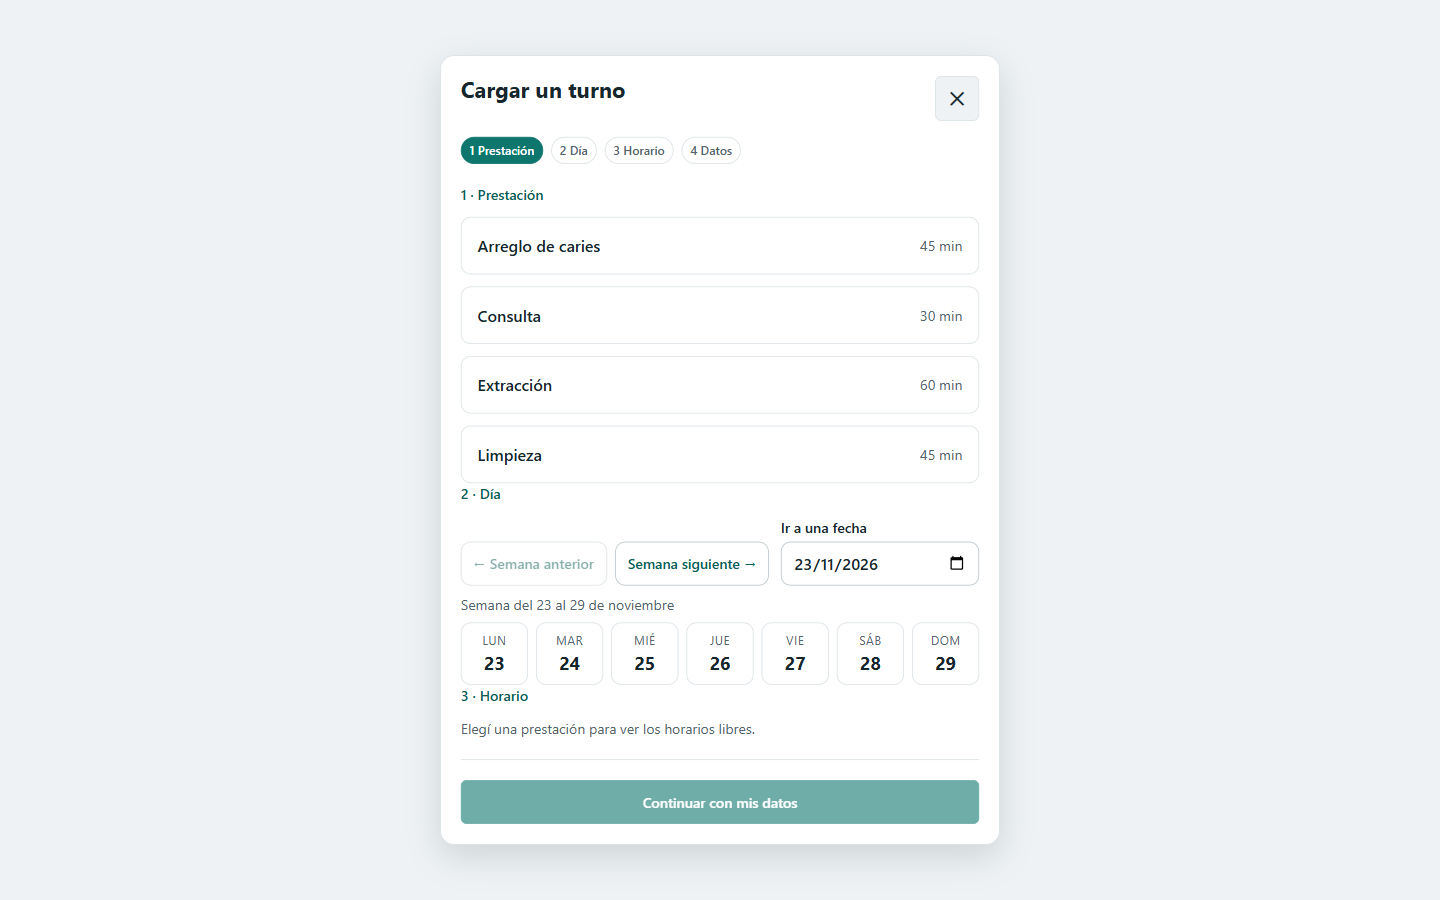 Cargar un turno
1 Prestación 2 Día 3 Horario 4 Datos
1 · Prestación
Arreglo de caries 45 min
Consulta 30 min
Extracción 60 min
Limpieza 45 min
2 · Día
Ir a una fecha
← Semana anterior Semana siguiente → 23/11/2026
Semana del 23 al 29 de noviembre
LUN MAR MIÉ JUE VIE SÁB DOM
23 24 25 26 27 28 29
3 · Horario
Elegí una prestación para ver los horarios libres.
Continuar con mis datos